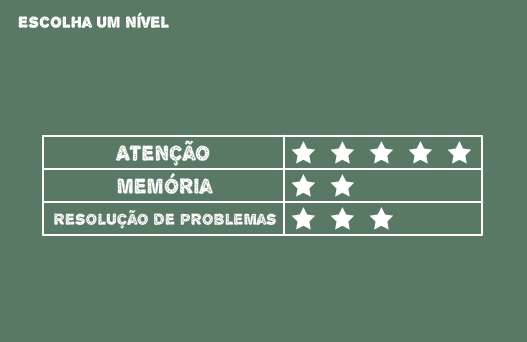 ESCOLHA UM NÍVEL
ATENÇÃO
MEMÓRIA
RESOLUÇÃO DE PROBLEMAS